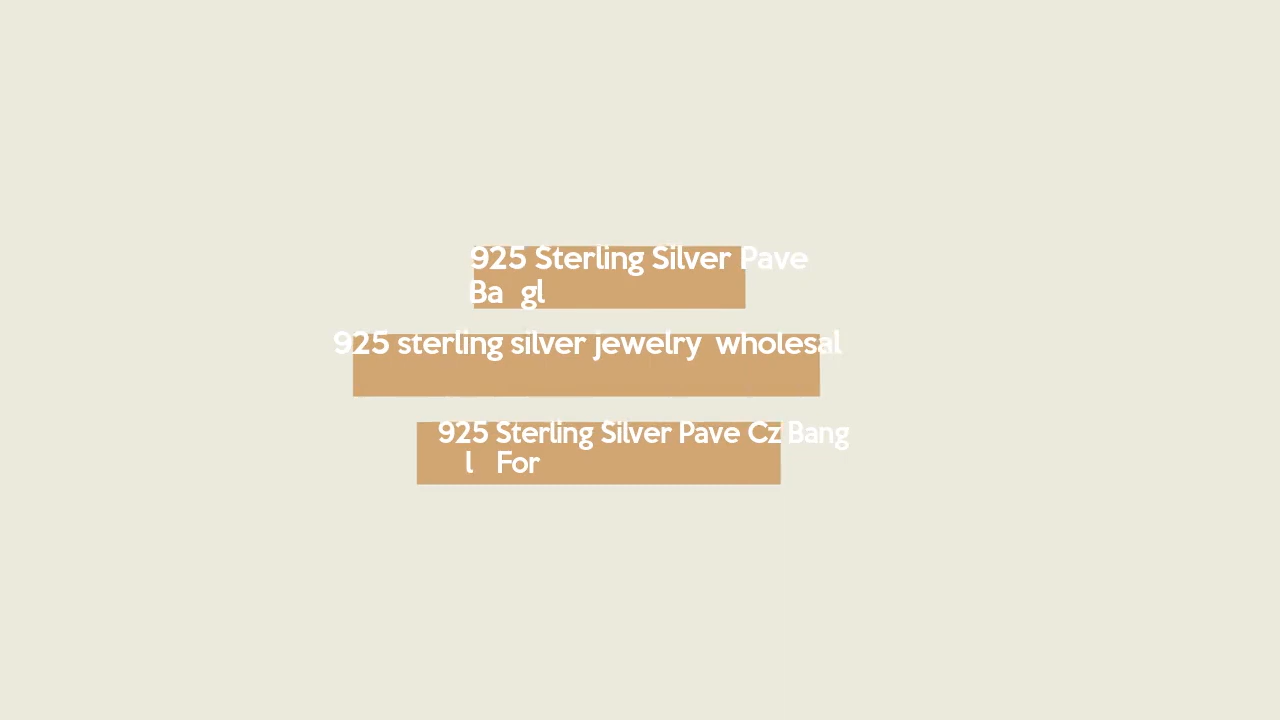 925 Sterling Silver Pave
Ba gl
925 sterling silver jewelry wholesal
925 Sterling Silver Pave Cz Bang
l For